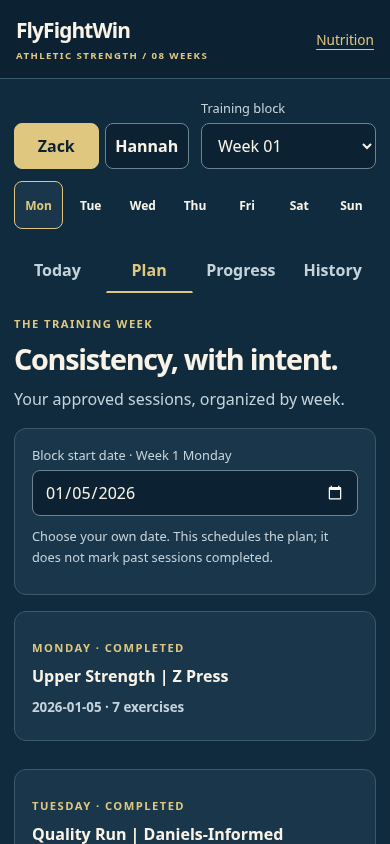 FlyFightWin
ATHLETIC STRENGTH / 08 WEEKS
Nutrition
Training block
Zack
Hannah
Week 01
Mon
Tue
Wed
Thu
Fri
Sat
Sun
Today
Plan
Progress
History
THE TRAINING WEEK
Consistency, with intent.
Your approved sessions, organized by week.
Block start date · Week 1 Monday
01/05/2026
Choose your own date. This schedules the plan; it
does not mark past sessions completed.
MONDAY · COMPLETED
Upper Strength | Z Press
2026-01-05 · 7 exercises
TUESDAY · COMPLETED
Quality Run | Daniels-Informed